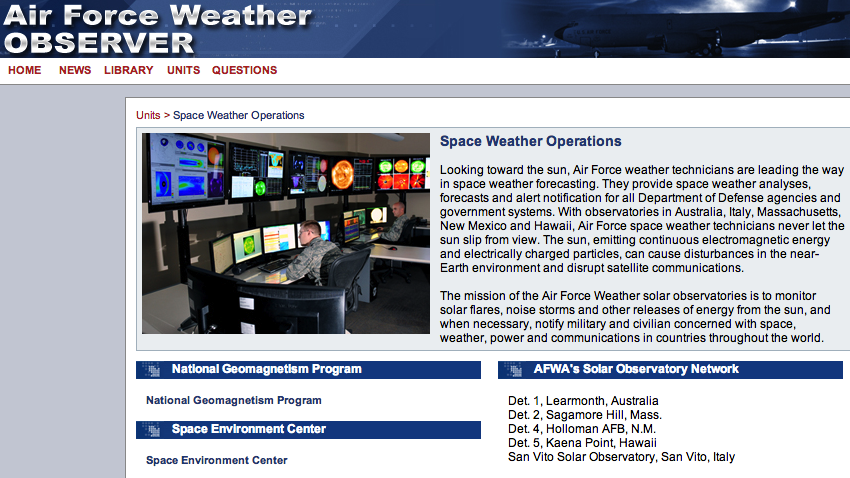 Air Force Weather
OBSERVER
HOME NEWS LIBRARY UNITS QUESTIONS
Units > Space Weather Operations
Space Weather Operations
Looking toward the sun, Air Force weather technicians are leading the way
in space weather forecasting. They provide space weather analyses,
forecasts and alert notification for all Department of Defense agencies and
government systems. With observatories in Australia, Italy, Massachusetts,
New Mexico and Hawaii, Air Force space weather technicians never let the
sun slip from view. The sun, emitting continuous electromagnetic energy
and electrically charged particles, can cause disturbances in the near-
Earth environment and disrupt satellite communications.
The mission of the Air Force Weather solar observatories is to monitor
solar flares, noise storms and other releases of energy from the sun, and
when necessary, notify military and civilian concerned with space,
weather, power and communications in countries throughout the world.
National Geomagnetism Program
National Geomagnetism Program
Space Environment Center
Space Environment Center
AFWA's Solar Observatory Network
Det. 1, Learmonth, Australia
Det. 2, Sagamore Hill, Mass.
Det. 4, Holloman AFB, N.M.
Det. 5, Kaena Point, Hawaii
San Vito Solar Observatory, San Vito, Italy